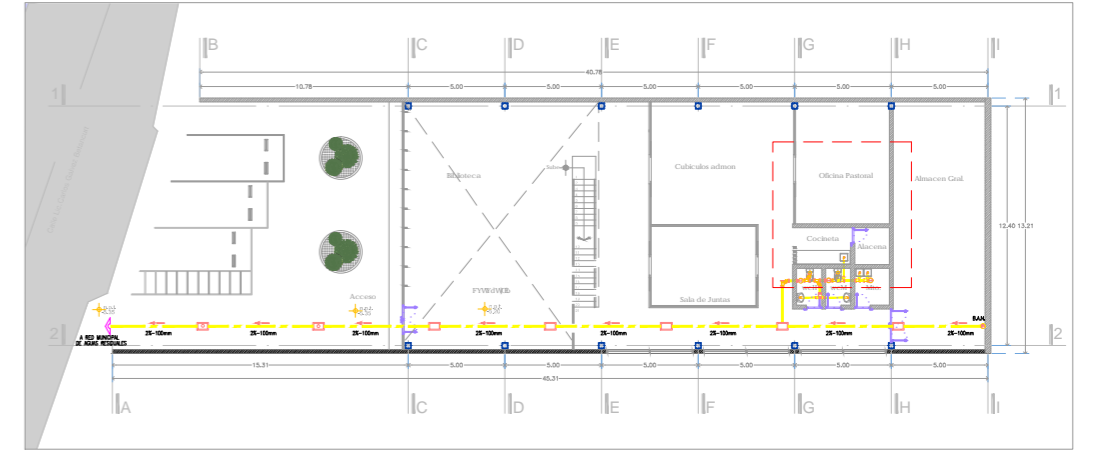 B C D E F G H I
40.78
10.78 5.00 5.00 5.00 5.00 5.00 5.00
1 1
Biblioteca
Sube
Cubículos admon
Oficina Pastoral
Almacen Gral.
12.40 13.21
Cocineta
Alacena
Acceso
Sala de Juntas
2 2
B.A.N.
2%-100mm 2%-100mm 2%-100mm 2%-100mm 2%-100mm 2%-100mm 2%-100mm 2%-100mm
A RED MUNICIPAL
DE AGUAS RESIDUALES
15.31 5.00 5.00 5.00 5.00 5.00 5.00
45.31
A C D E F G H I